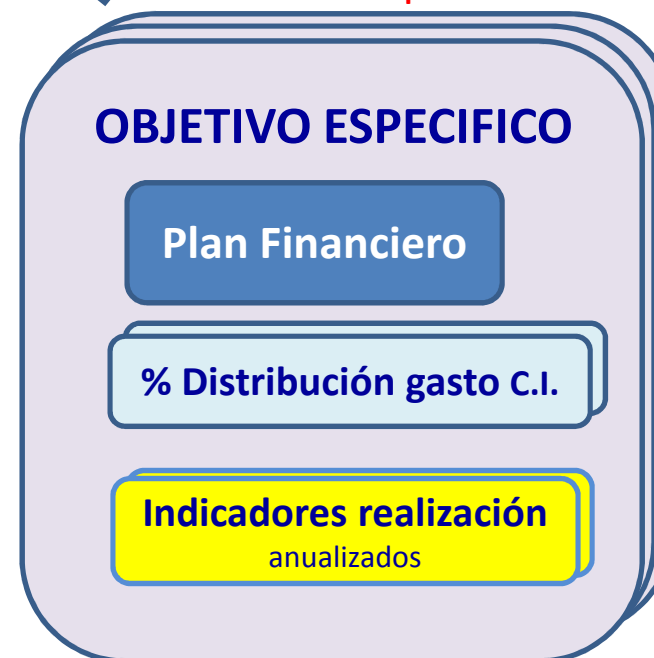 OBJETIVO ESPECIFICO
Plan Financiero
% Distribución gasto C.I.
Indicadores realización
anualizados